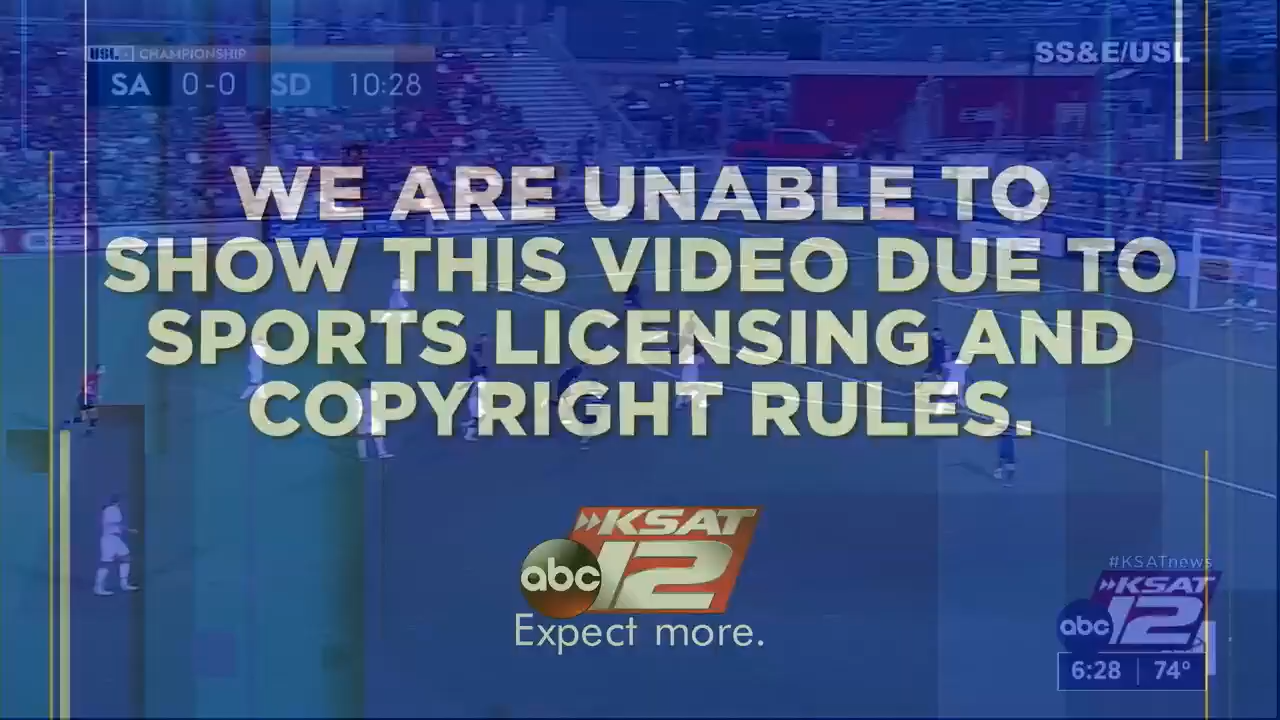 USL CHAMPIONSHIP
SA 0-0 SD 10:28
SS&E/USL
WE ARE UNABLE TO
SHOW THIS VIDEO DUE TO
SPORTS LICENSING AND
COPYRIGHT RULES.
KSAT
abc 12
Expect more.
#KSATnews
KSAT
abc 12
6:28 74°